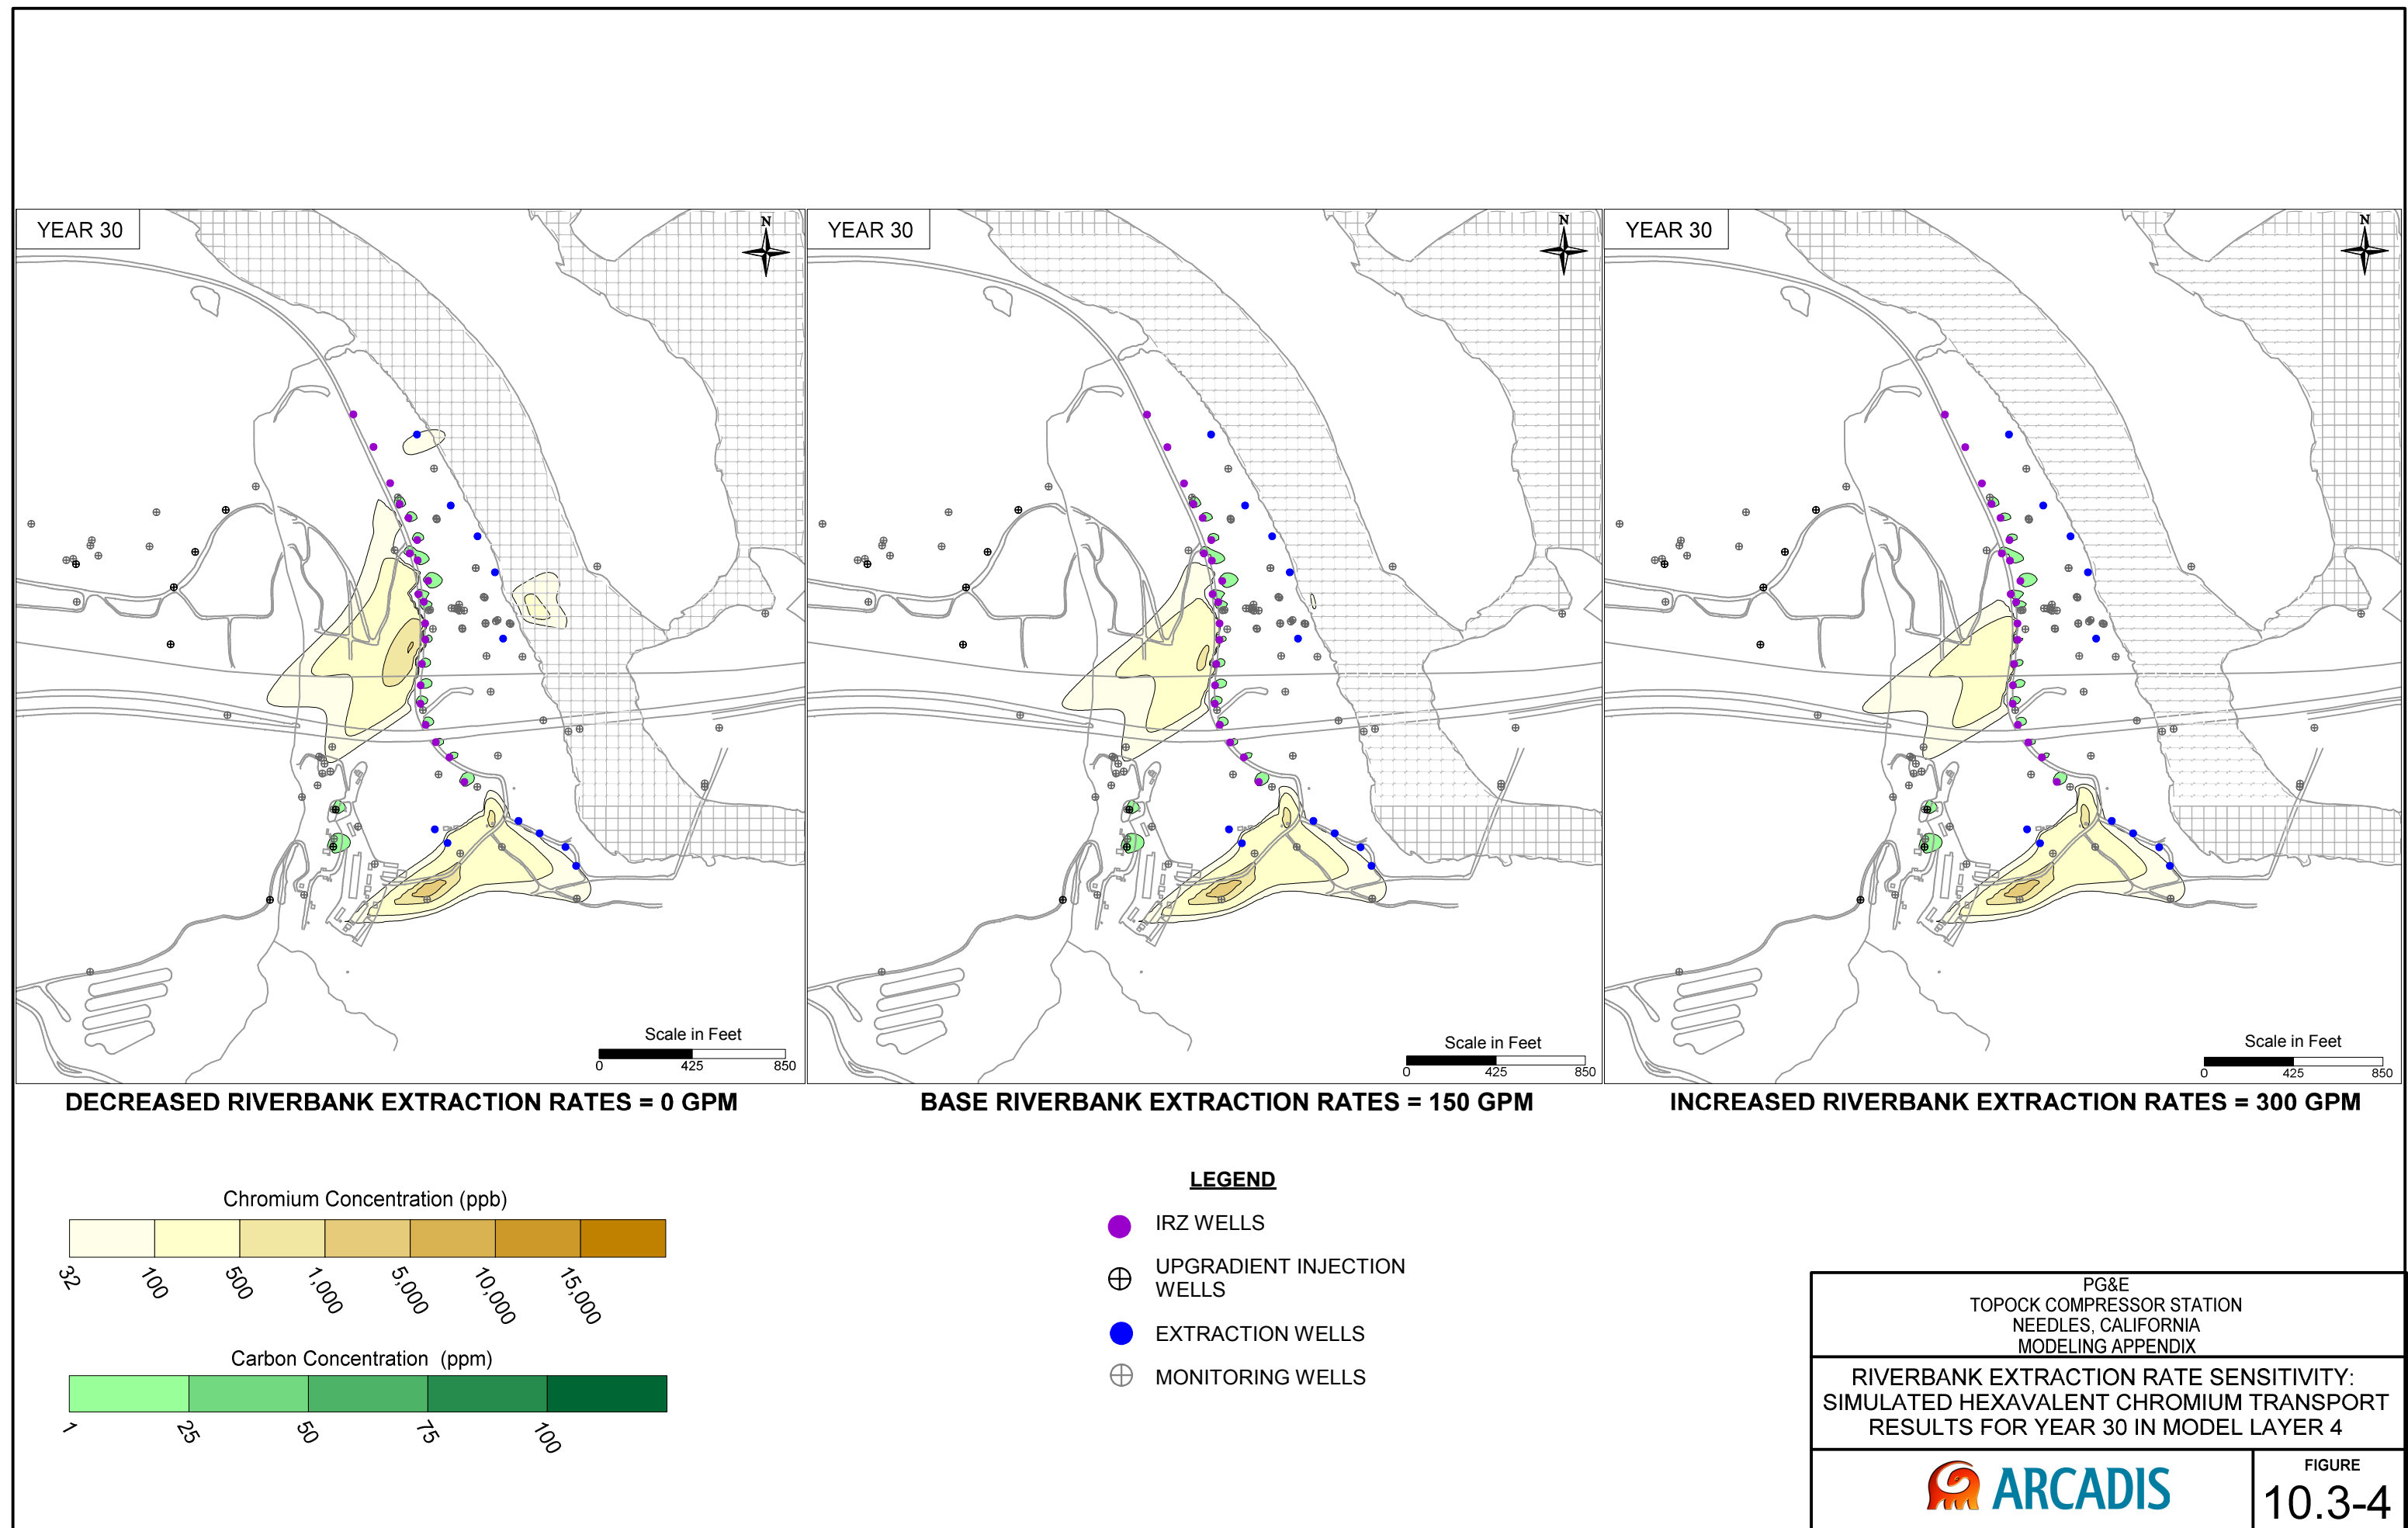 YEAR 30
N
YEAR 30
N
YEAR 30
N
Scale in Feet
0 425 850
Scale in Feet
0 425 850
Scale in Feet
0 425 850
DECREASED RIVERBANK EXTRACTION RATES = 0 GPM
BASE RIVERBANK EXTRACTION RATES = 150 GPM
INCREASED RIVERBANK EXTRACTION RATES = 300 GPM
Chromium Concentration (ppb)
32 100 500 1,000 5,000 10,000 15,000
Carbon Concentration (ppm)
1 25 50 75 100
LEGEND
IRZ WELLS
UPGRADIENT INJECTION
WELLS
EXTRACTION WELLS
MONITORING WELLS
PG&E
TOPOCK COMPRESSOR STATION
NEEDLES, CALIFORNIA
MODELING APPENDIX
RIVERBANK EXTRACTION RATE SENSITIVITY:
SIMULATED HEXAVALENT CHROMIUM TRANSPORT
RESULTS FOR YEAR 30 IN MODEL LAYER 4
ARCADIS
FIGURE
10.3-4